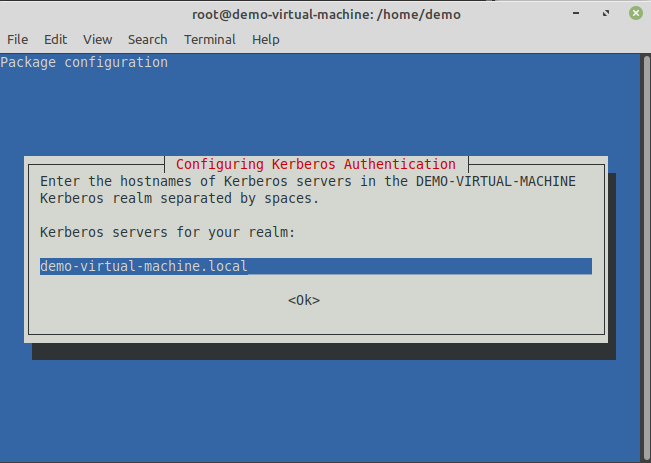 root@demo-virtual-machine: /home/demo
File Edit View Search Terminal Help
Package configuration
Configuring Kerberos Authentication
Enter the hostnames of Kerberos servers in the DEMO-VIRTUAL-MACHINE
Kerberos realm separated by spaces.
Kerberos servers for your realm:
demo-virtual-machine.local
<Ok>